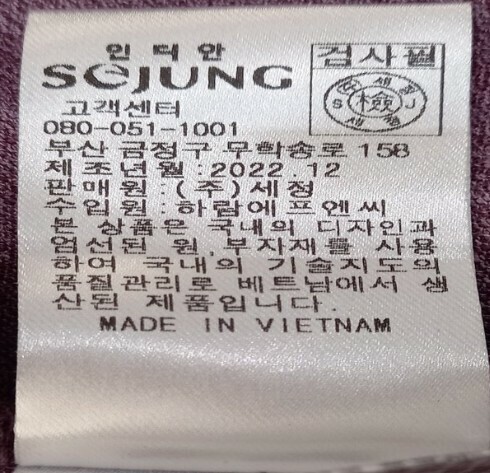 인디안
SEJUNG
검사필
세정
檢
S J
고객센터
080-051-1001
부산 금정구 무학송로 158
제조년월:2022.12
판매원:(주)세정
수입원:하람에프엔씨
본 상품은 국내의 디자인과
엄선된 원,부자재를 사용
하여 국내의 기술지도의
품질관리로 베트남에서 생
산된 제품입니다.
MADE IN VIETNAM